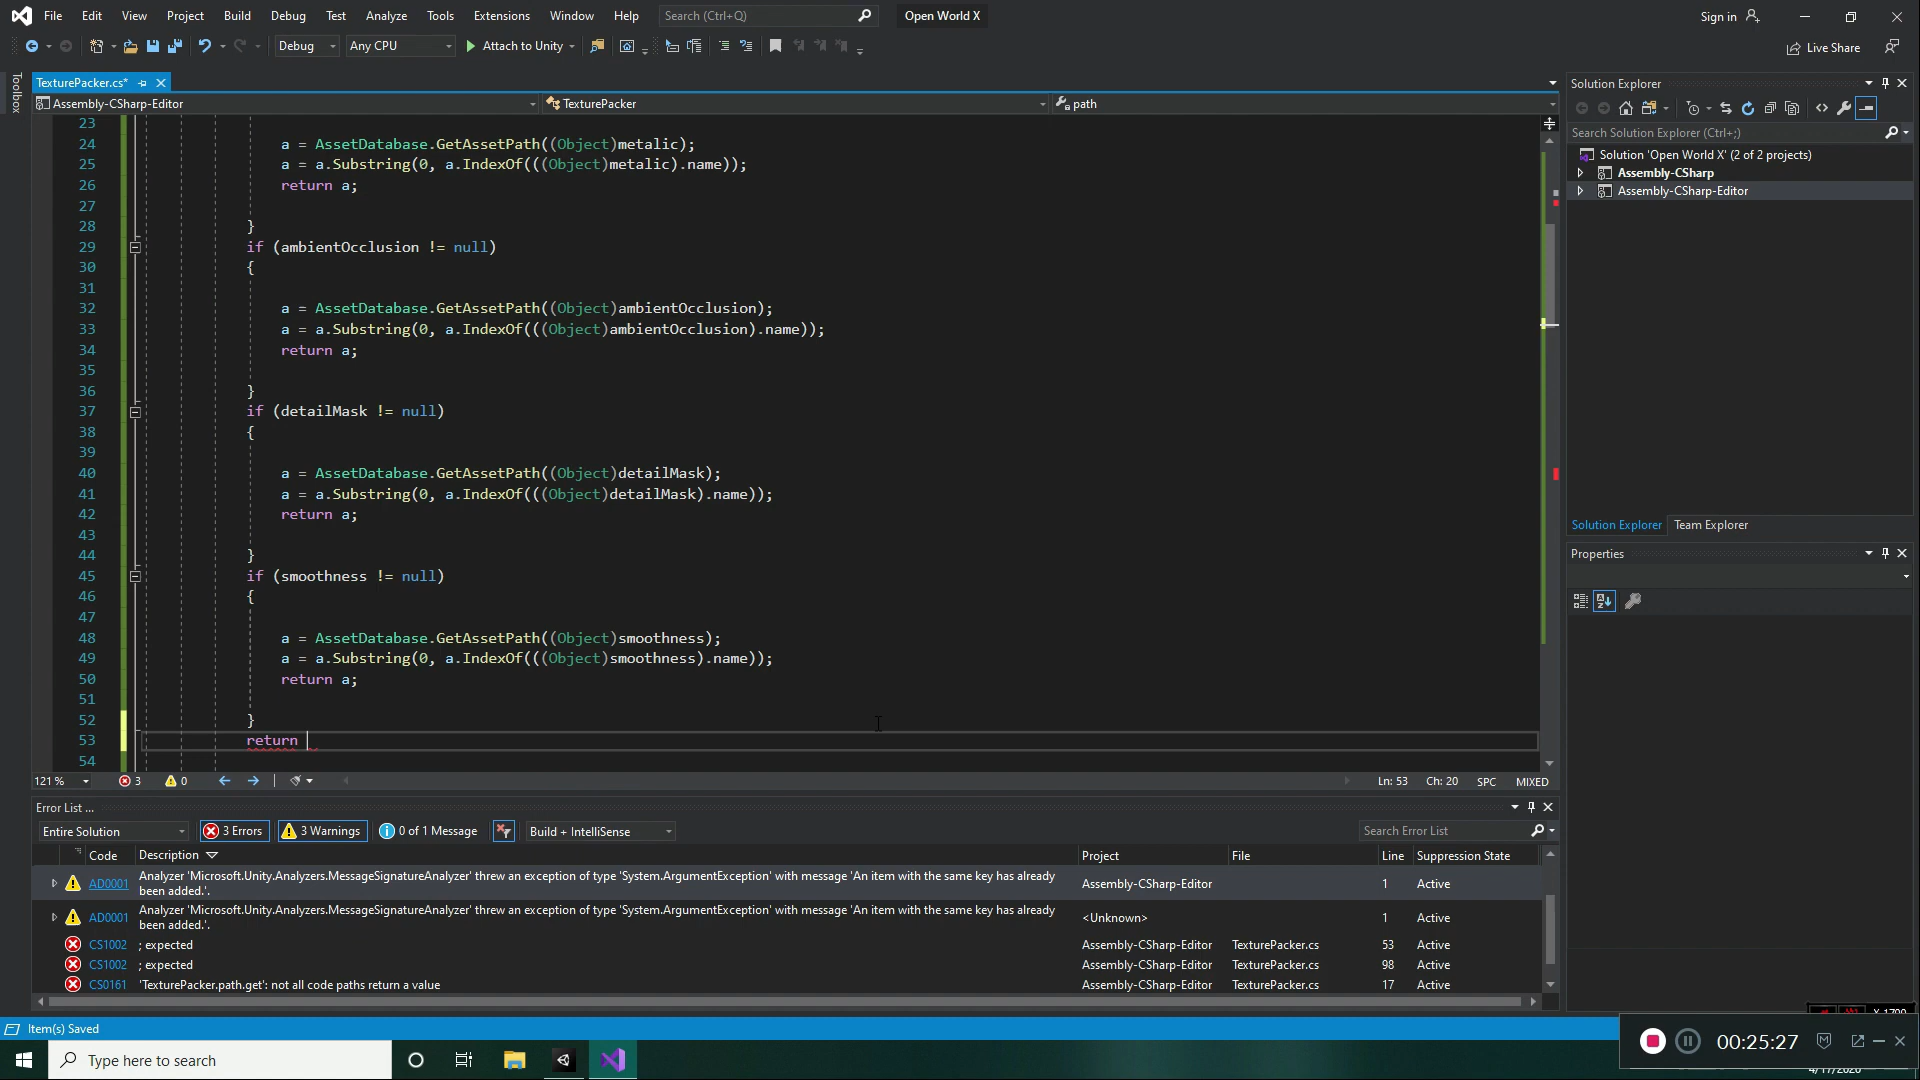 File Edit View Project Build Debug Test Analyze Tools Extensions Window Help Search (Ctrl+Q) Open World X Sign in
Debug Any CPU Attach to Unity Live Share
Toolbox
TexturePacker.cs*
Assembly-CSharp-Editor TexturePacker path
23
24 a = AssetDatabase.GetAssetPath((Object)metalic);
25 a = a.Substring(0, a.IndexOf(((Object)metalic).name));
26 return a;
27
28 }
29 if (ambientOcclusion != null)
30 {
31
32 a = AssetDatabase.GetAssetPath((Object)ambientOcclusion);
33 a = a.Substring(0, a.IndexOf(((Object)ambientOcclusion).name));
34 return a;
35
36 }
37 if (detailMask != null)
38 {
39
40 a = AssetDatabase.GetAssetPath((Object)detailMask);
41 a = a.Substring(0, a.IndexOf(((Object)detailMask).name));
42 return a;
43
44 }
45 if (smoothness != null)
46 {
47
48 a = AssetDatabase.GetAssetPath((Object)smoothness);
49 a = a.Substring(0, a.IndexOf(((Object)smoothness).name));
50 return a;
51
52 }
53 return
54
121 % 3 0 Ln: 53 Ch: 20 SPC MIXED
Solution Explorer
Search Solution Explorer (Ctrl+;)
Solution 'Open World X' (2 of 2 projects)
Assembly-CSharp
Assembly-CSharp-Editor
Solution Explorer Team Explorer
Properties
Error List ...
Entire Solution 3 Errors 3 Warnings 0 of 1 Message Build + IntelliSense Search Error List
Code Description Project File Line Suppression State
AD0001 Analyzer 'Microsoft.Unity.Analyzers.MessageSignatureAnalyzer' threw an exception of type 'System.ArgumentException' with message 'An item with the same key has already been added.'. Assembly-CSharp-Editor 1 Active
AD0001 Analyzer 'Microsoft.Unity.Analyzers.MessageSignatureAnalyzer' threw an exception of type 'System.ArgumentException' with message 'An item with the same key has already been added.'. <Unknown> 1 Active
CS1002 ; expected Assembly-CSharp-Editor TexturePacker.cs 53 Active
CS1002 ; expected Assembly-CSharp-Editor TexturePacker.cs 98 Active
CS0161 'TexturePacker.path.get': not all code paths return a value Assembly-CSharp-Editor TexturePacker.cs 17 Active
Item(s) Saved
Type here to search
00:25:27